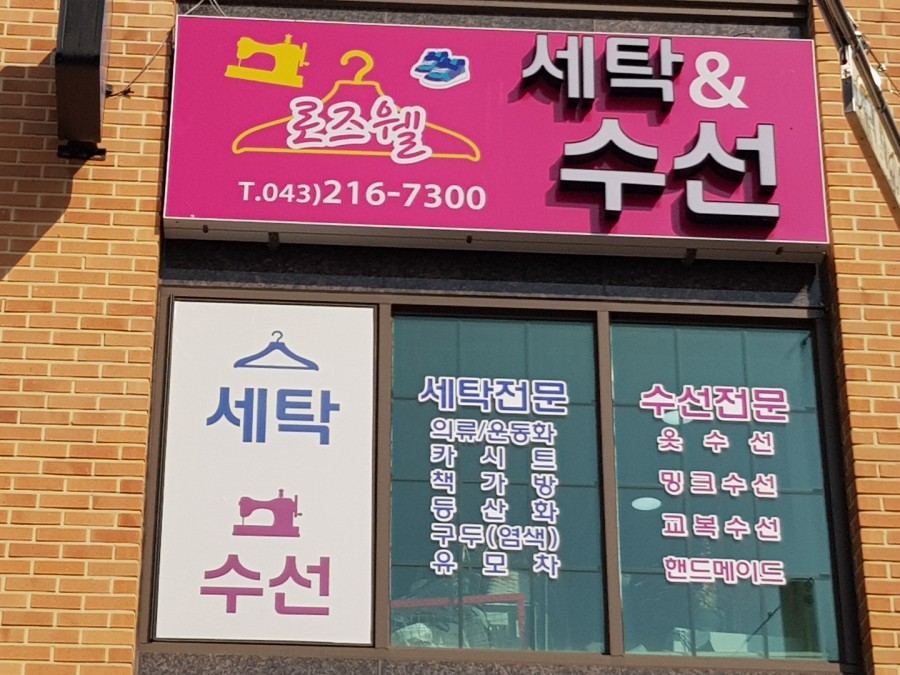 세탁&
수선
로즈웰
T.043)216-7300
세탁
수선
세탁전문
의류/운동화
카 시 트
책 가 방
등 산 화
구두(염색)
유 모 차
수선전문
옷 수 선
밍크수선
교복수선
핸드메이드